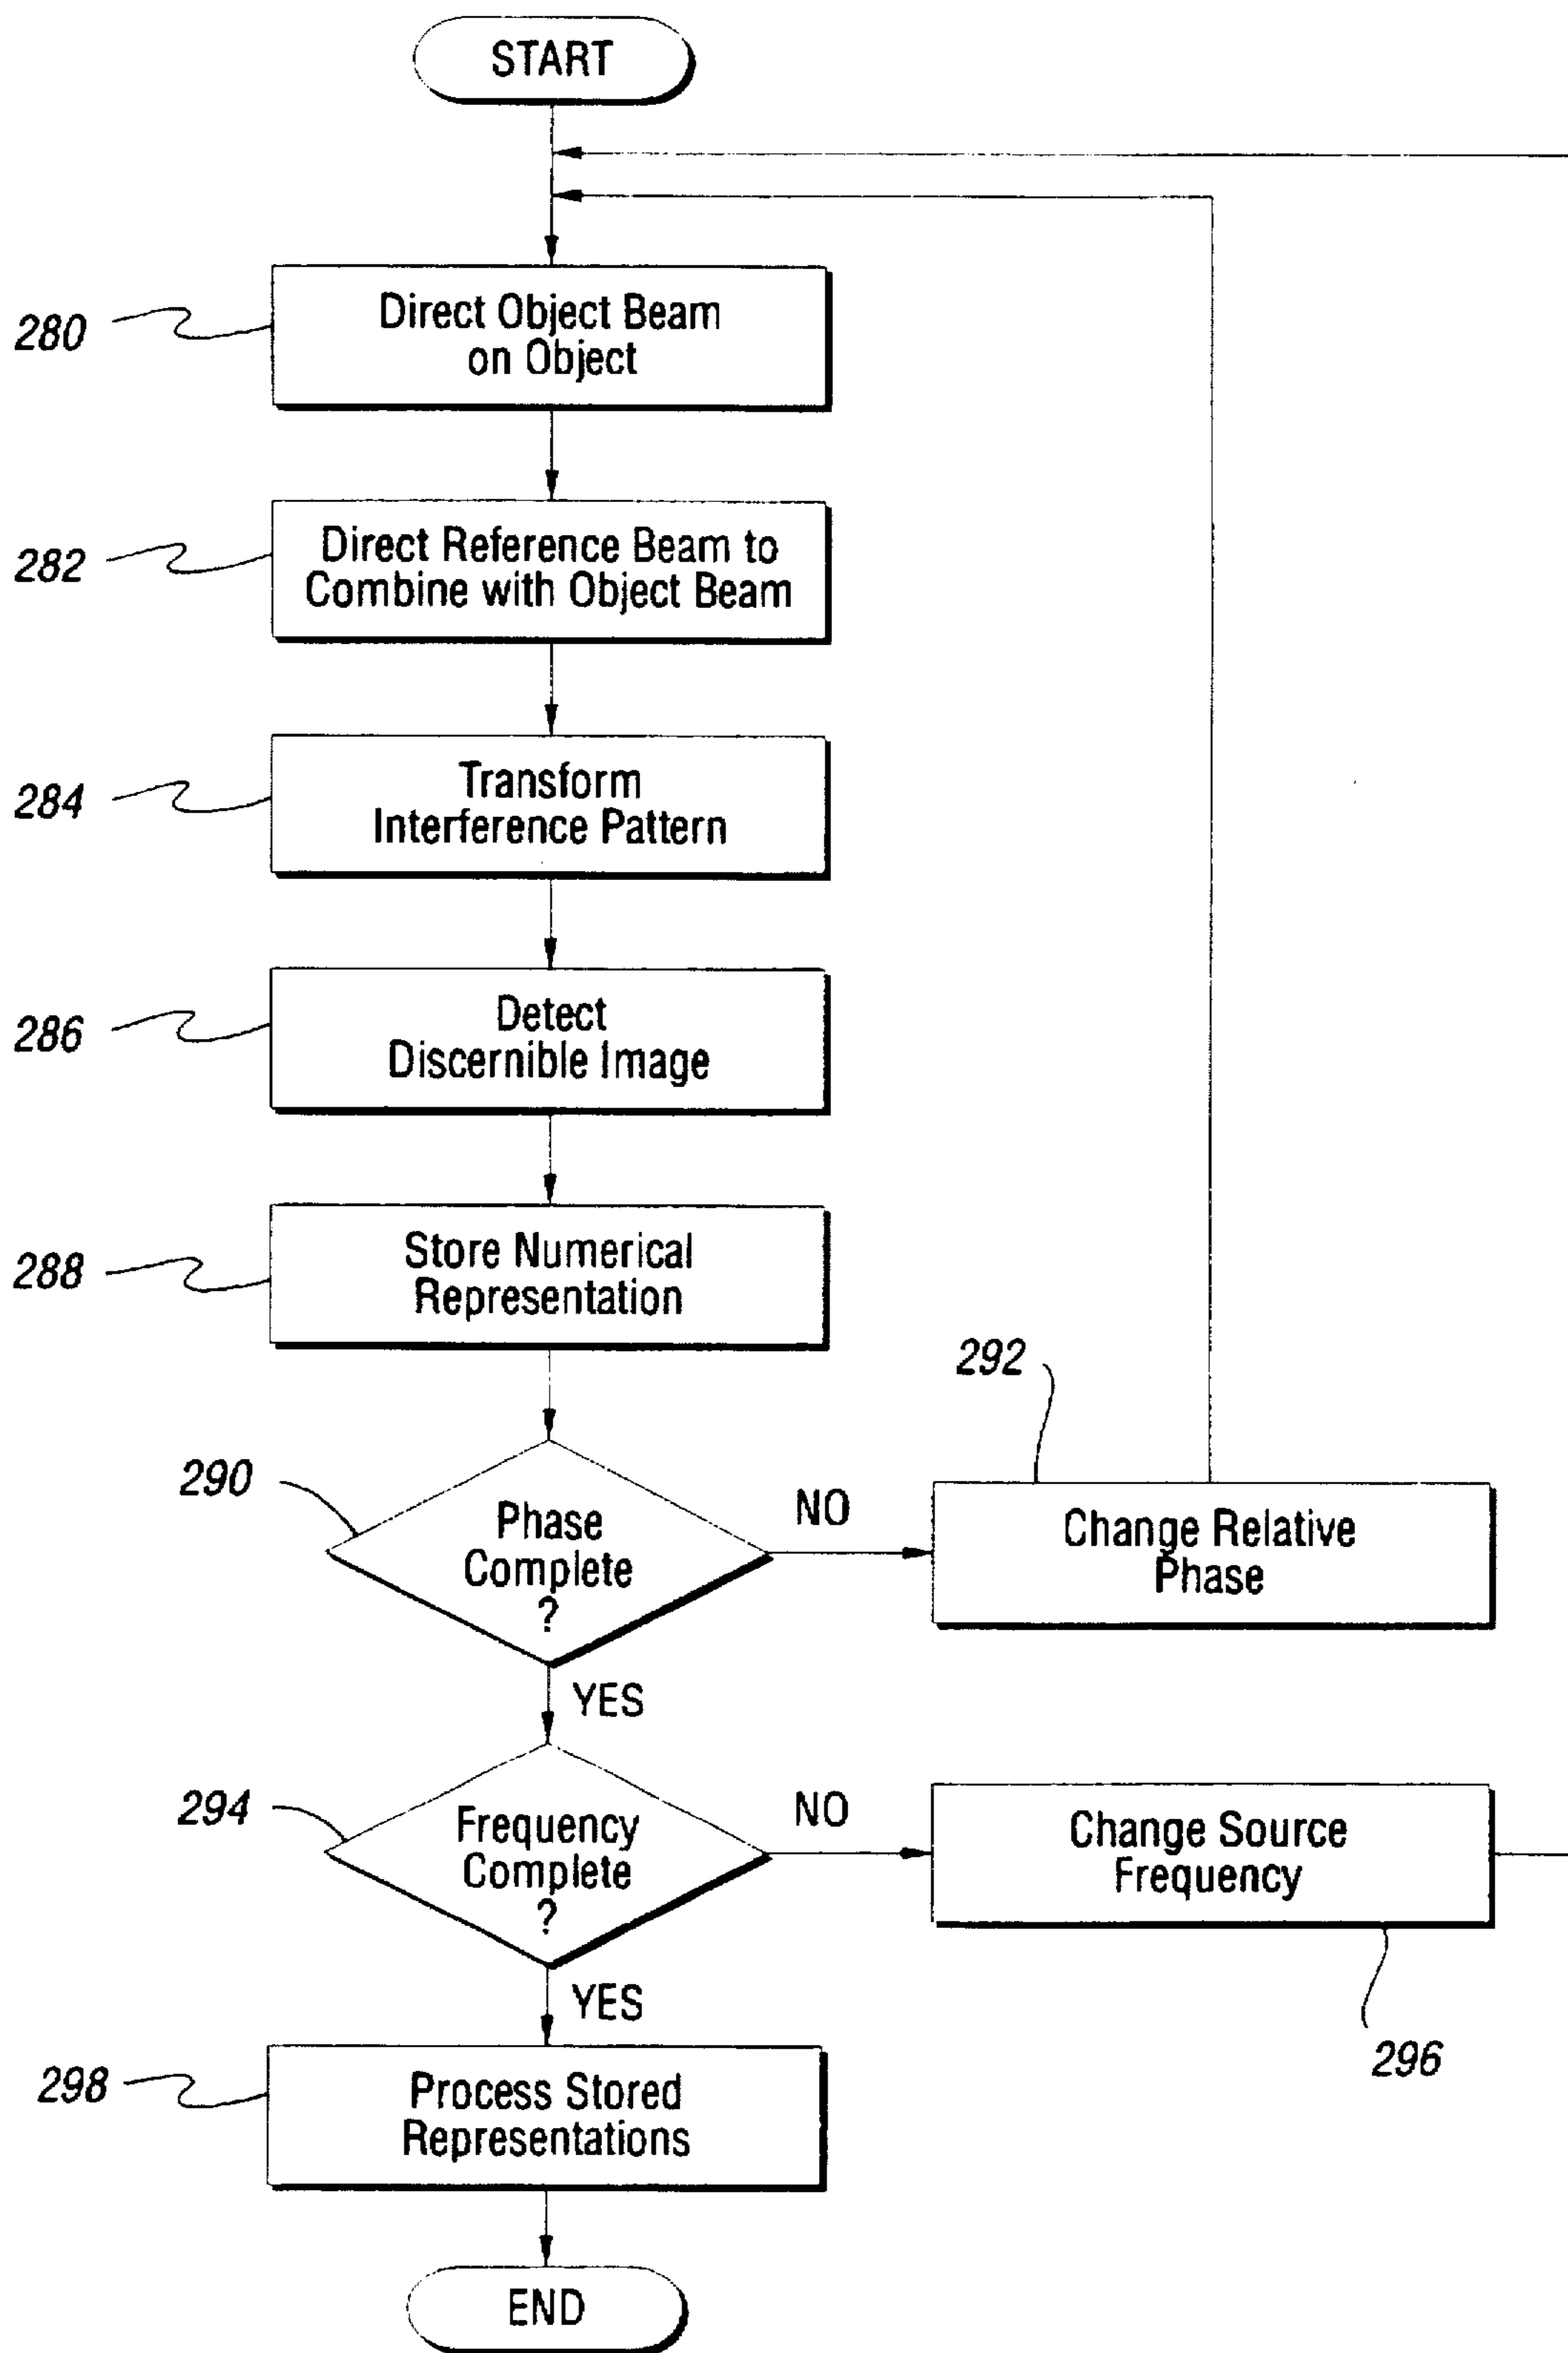 START
280
Direct Object Beam
on Object
282
Direct Reference Beam to
Combine with Object Beam
284
Transform
Interference Pattern
286
Detect
Discernible Image
288
Store Numerical
Representation
290
Phase
Complete
?
NO
292
Change Relative
Phase
YES
294
Frequency
Complete
?
NO
Change Source
Frequency
296
YES
298
Process Stored
Representations
END